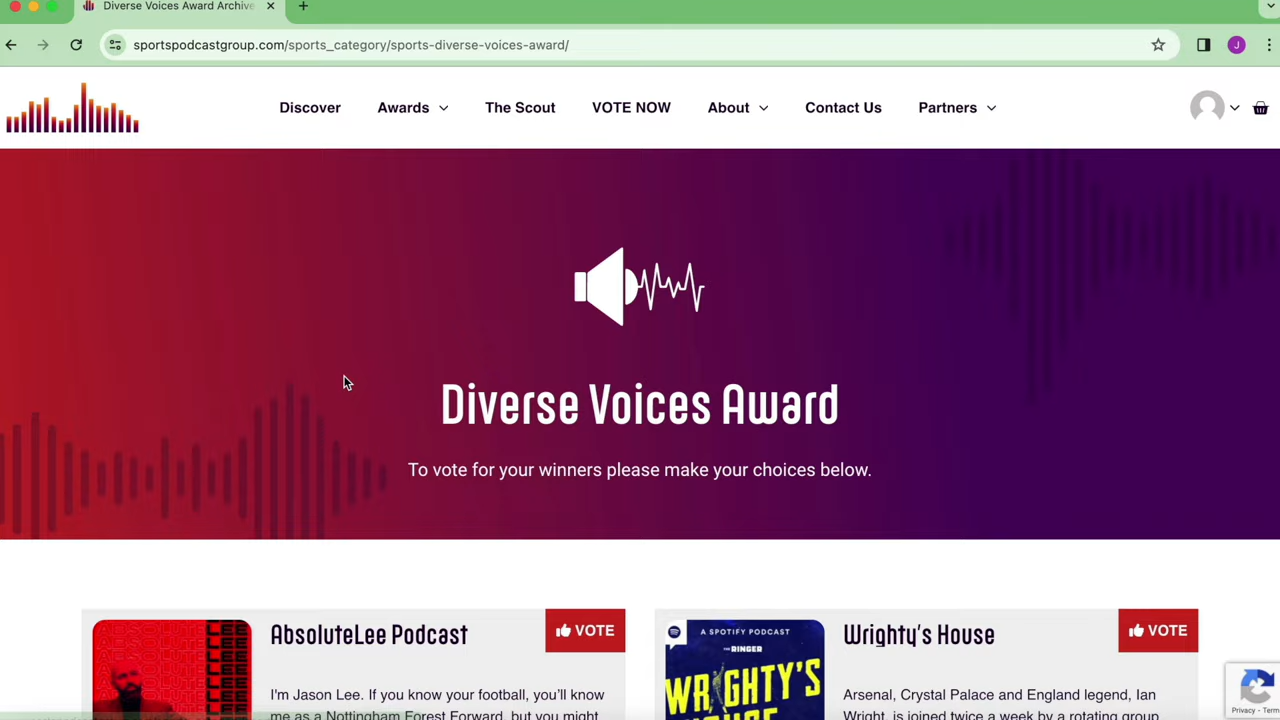 Diverse Voices Award Archive
sportspodcastgroup.com/sports_category/sports-diverse-voices-award/
J
Discover Awards The Scout VOTE NOW About Contact Us Partners
Diverse Voices Award
To vote for your winners please make your choices below.
AbsoluteLee Podcast
VOTE
I'm Jason Lee. If you know your football, you'll know
me as a Nottingham Forest Forward, but you might
A SPOTIFY PODCAST
THE RINGER
WRIGHTY'S
HOUSE
Wrighty's House
VOTE
Arsenal, Crystal Palace and England legend, Ian
Wright, is joined twice a week by a rotating group
Privacy - Term